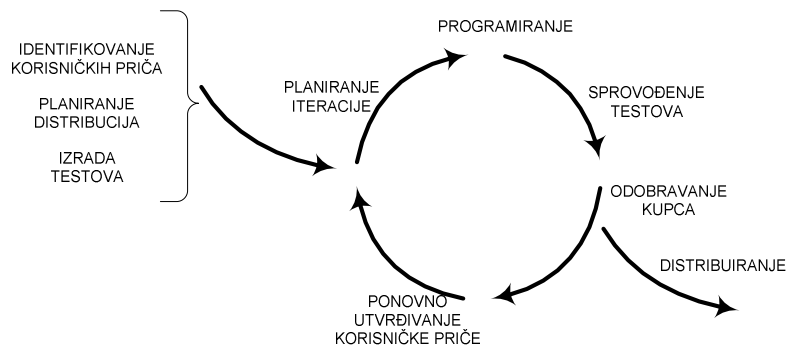 IDENTIFIKOVANJE
KORISNIČKIH PRIČA
PLANIRANJE
DISTRIBUCIJA
IZRADA
TESTOVA
PLANIRANJE
ITERACIJE
PROGRAMIRANJE
SPROVOĐENJE
TESTOVA
ODOBRAVANJE
KUPCA
DISTRIBUIRANJE
PONOVNO
UTVRĐIVANJE
KORISNIČKE PRIČE